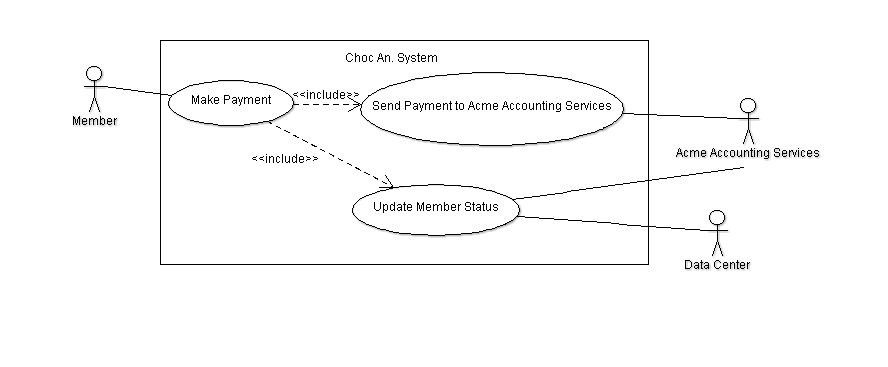 Choc An. System
<<include>>
Make Payment
Send Payment to Acme Accounting Services
Member
Acme Accounting Services
<<include>>
Update Member Status
Data Center